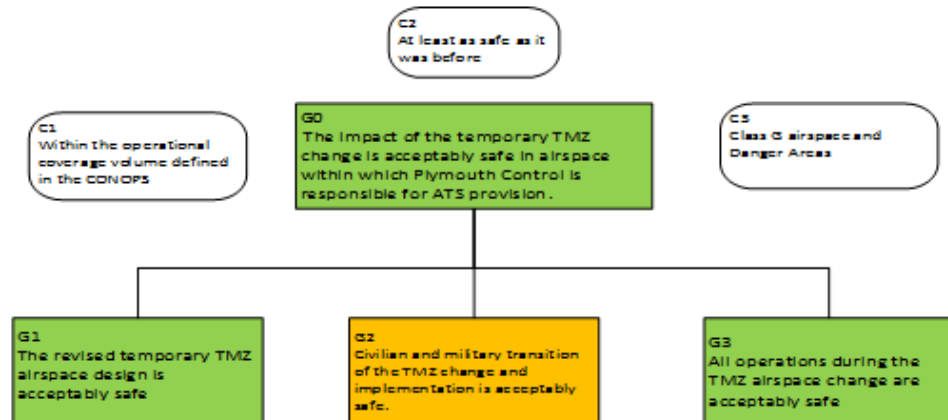 C2
At least as safe as it
was before
G0
The impact of the temporary TMZ
change is acceptably safe in airspace
within which Plymouth Control is
responsible for ATS provision.
C1
Within the operational
coverage volume defined
in the CONOPS
C3
Class G airspace and
Danger Areas
G1
The revised temporary TMZ
airspace design is
acceptably safe
G2
Civilian and military transition
of the TMZ change and
implementation is acceptably
safe.
G3
All operations during the
TMZ airspace change are
acceptably safe